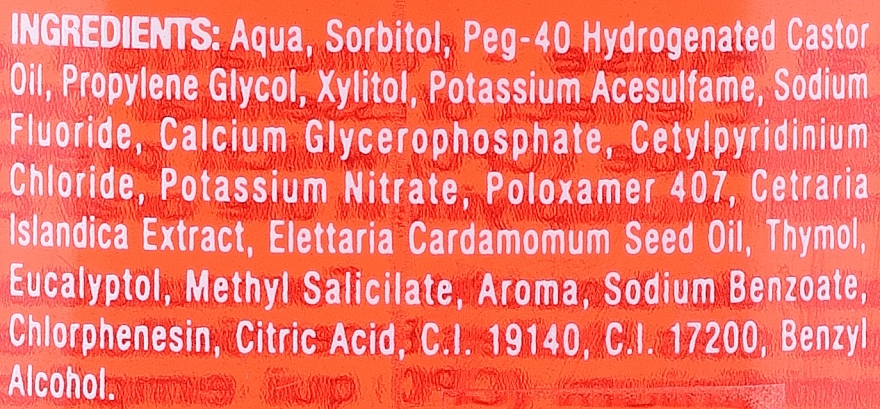 INGREDIENTS: Aqua, Sorbitol, Peg-40 Hydrogenated Castor
Oil, Propylene Glycol, Xylitol, Potassium Acesulfame, Sodium
Fluoride, Calcium Glycerophosphate, Cetylpyridinium
Chloride, Potassium Nitrate, Poloxamer 407, Cetraria
Islandica Extract, Elettaria Cardamomum Seed Oil, Thymol,
Eucalyptol, Methyl Salicilate, Aroma, Sodium Benzoate,
Chlorphenesin, Citric Acid, C.I. 19140, C.I. 17200, Benzyl
Alcohol.